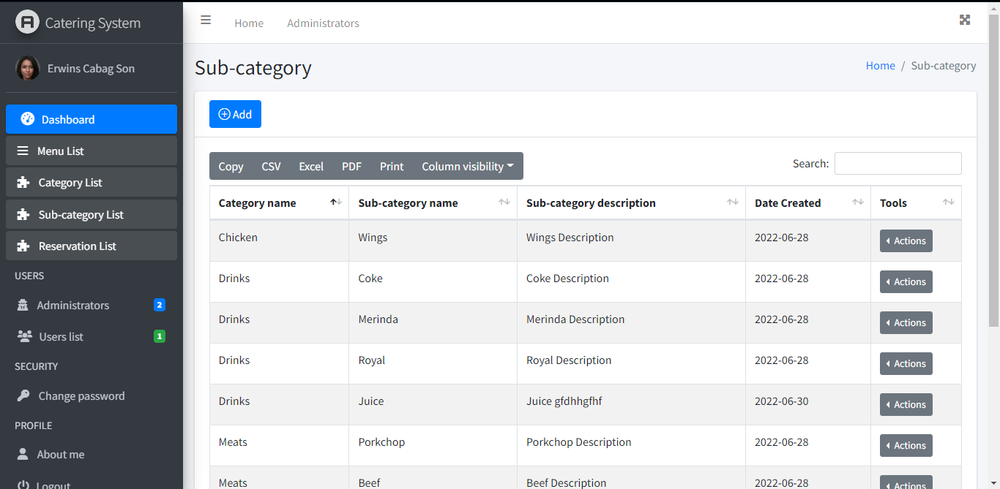 Catering System
Home
Administrators
Erwins Cabag Son
Dashboard
Menu List
Category List
Sub-category List
Reservation List
USERS
Administrators 2
Users list 1
SECURITY
Change password
PROFILE
About me
Logout
Sub-category
Home / Sub-category
Add
Copy CSV Excel PDF Print Column visibility
Search:
Category name Sub-category name Sub-category description Date Created Tools
Chicken Wings Wings Description 2022-06-28 Actions
Drinks Coke Coke Description 2022-06-28 Actions
Drinks Merinda Merinda Description 2022-06-28 Actions
Drinks Royal Royal Description 2022-06-28 Actions
Drinks Juice Juice gfdhhgfhf 2022-06-30 Actions
Meats Porkchop Porkchop Description 2022-06-28 Actions
Meats Beef Beef Description 2022-06-28 Actions